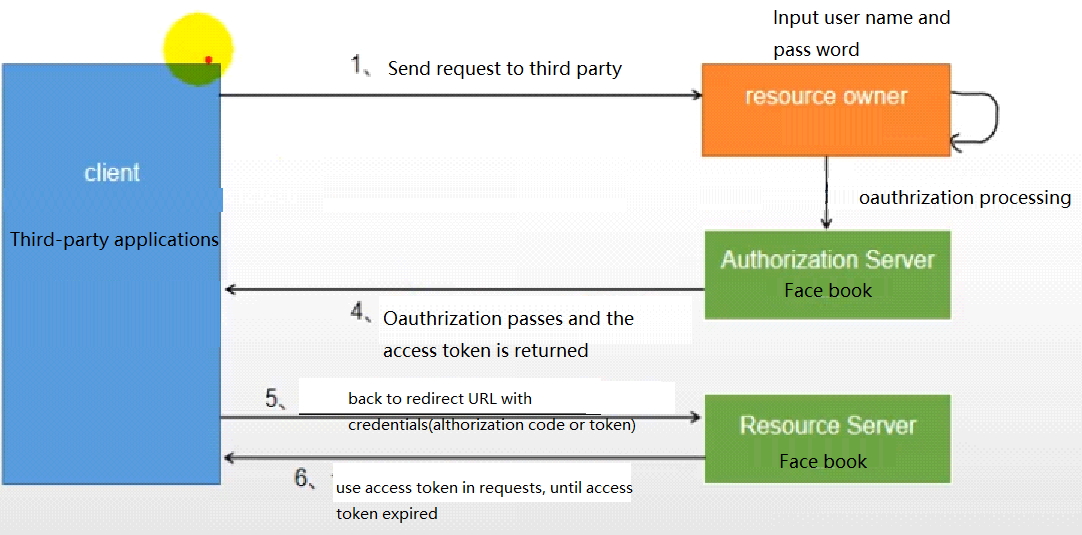 Input user name and
pass word
1、 Send request to third party
resource owner
client
oauthrization processing
Third-party applications
Authorization Server
Face book
4、 Oauthrization passes and the
access token is returned
5、 back to redirect URL with
credentials(althorization code or token)
Resource Server
Face book
6、 use access token in requests, until access
token expired